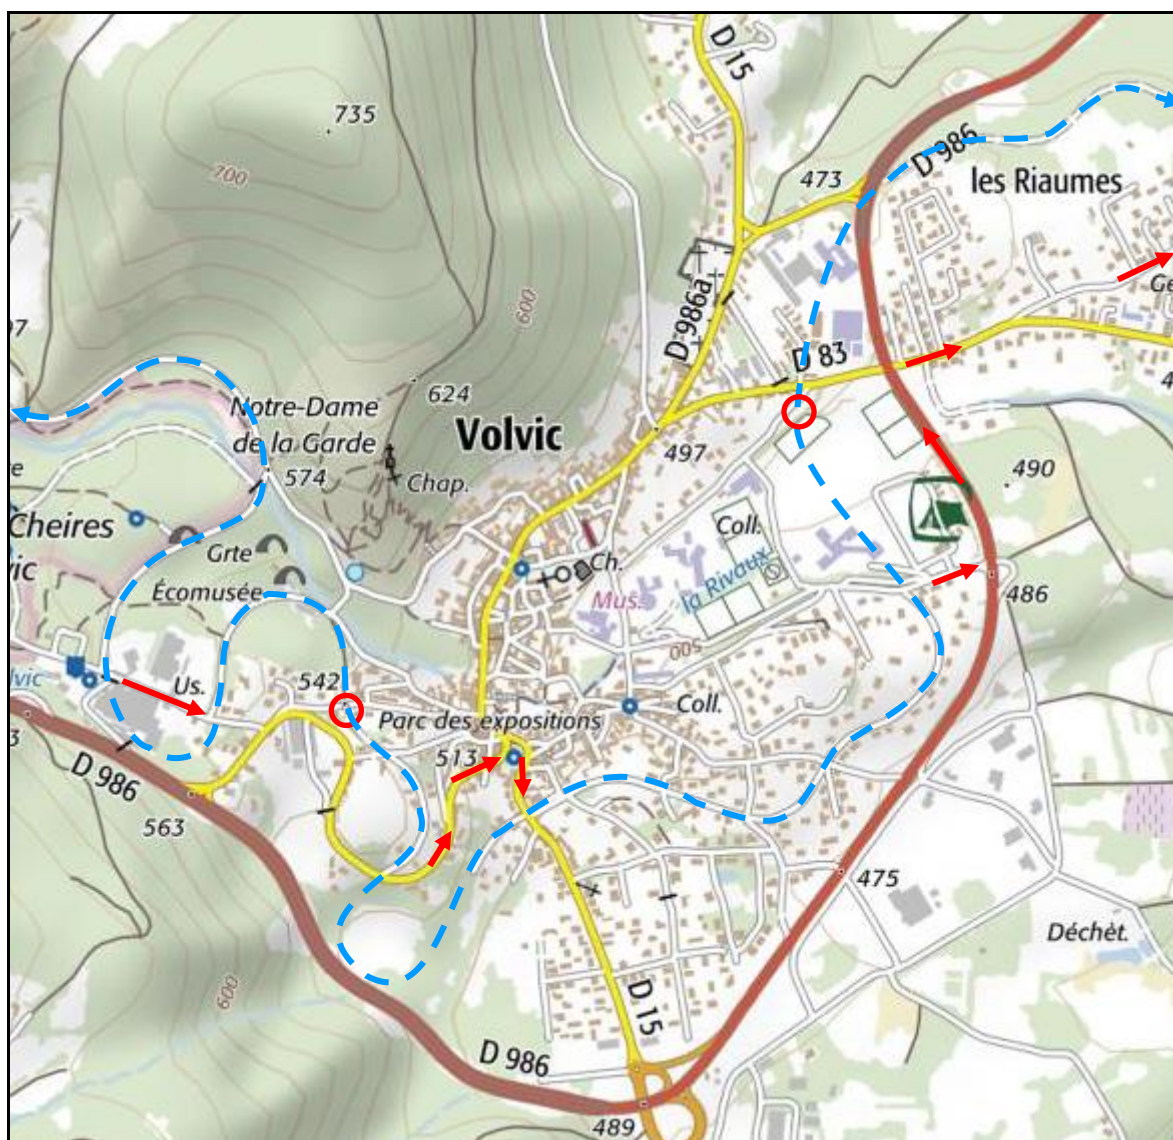 D 15
735
473
D 986
les Riaumes
700
600
D 986a
D 83
624
Notre-Dame
de la Garde
Volvic
497
574
Chap.
490
Cheires
vic
Coll.
Grte
Ch.
la Rivaux
Écomusée
Mus.
486
500
Us.
542
Coll.
Parc des expositions
513
D 986
563
475
Déchèt.
600
D 15
D 986
489